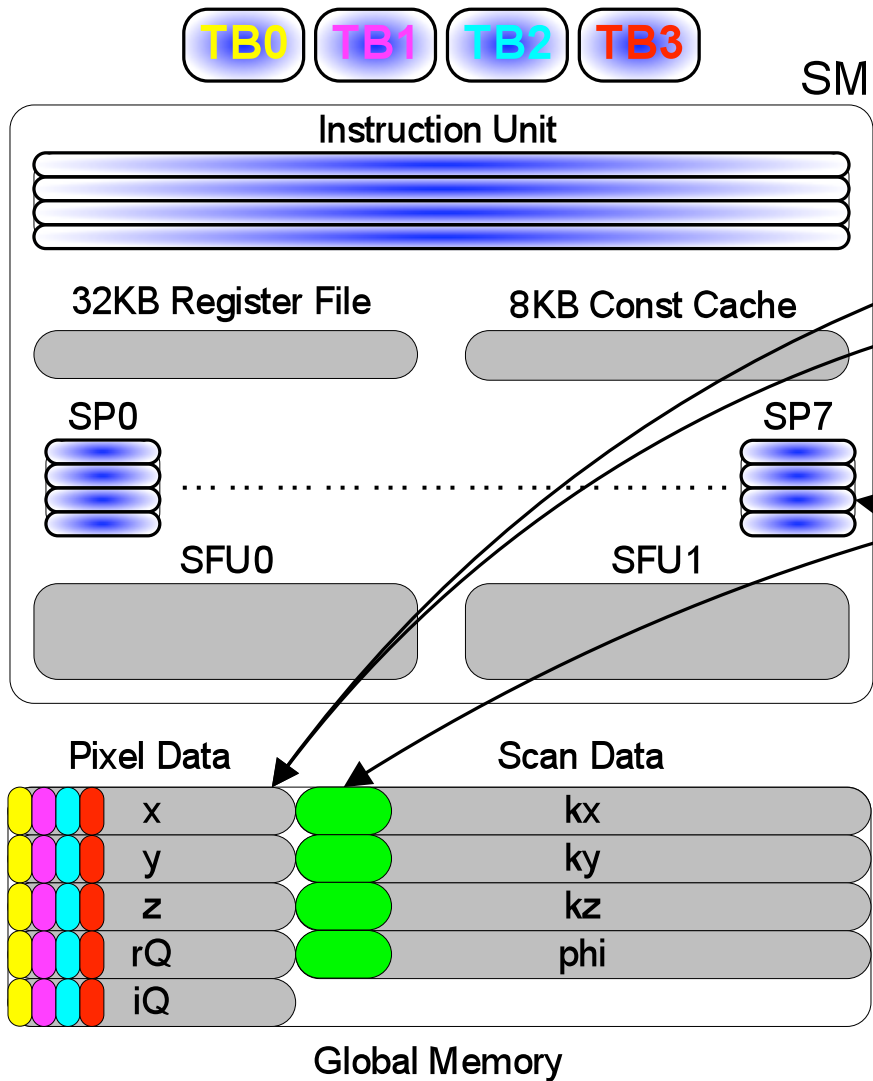 TB0 TB1 TB2 TB3
SM
Instruction Unit
32KB Register File 8KB Const Cache
SP0 SP7
SFU0 SFU1
Pixel Data Scan Data
x kx
y ky
z kz
rQ phi
iQ
Global Memory